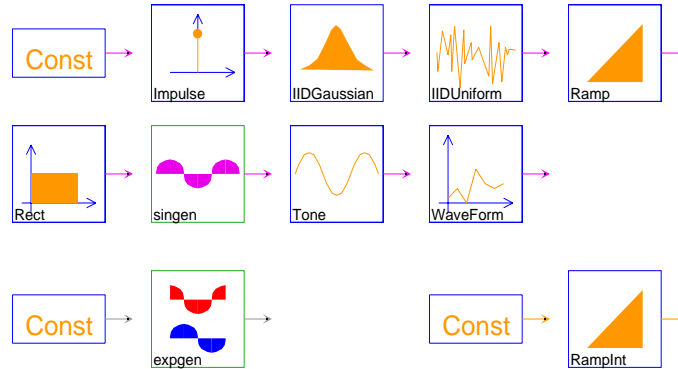 Const
Impulse
IIDGaussian
IIDUniform
Ramp
Rect
singen
Tone
WaveForm
Const
expgen
Const
RampInt